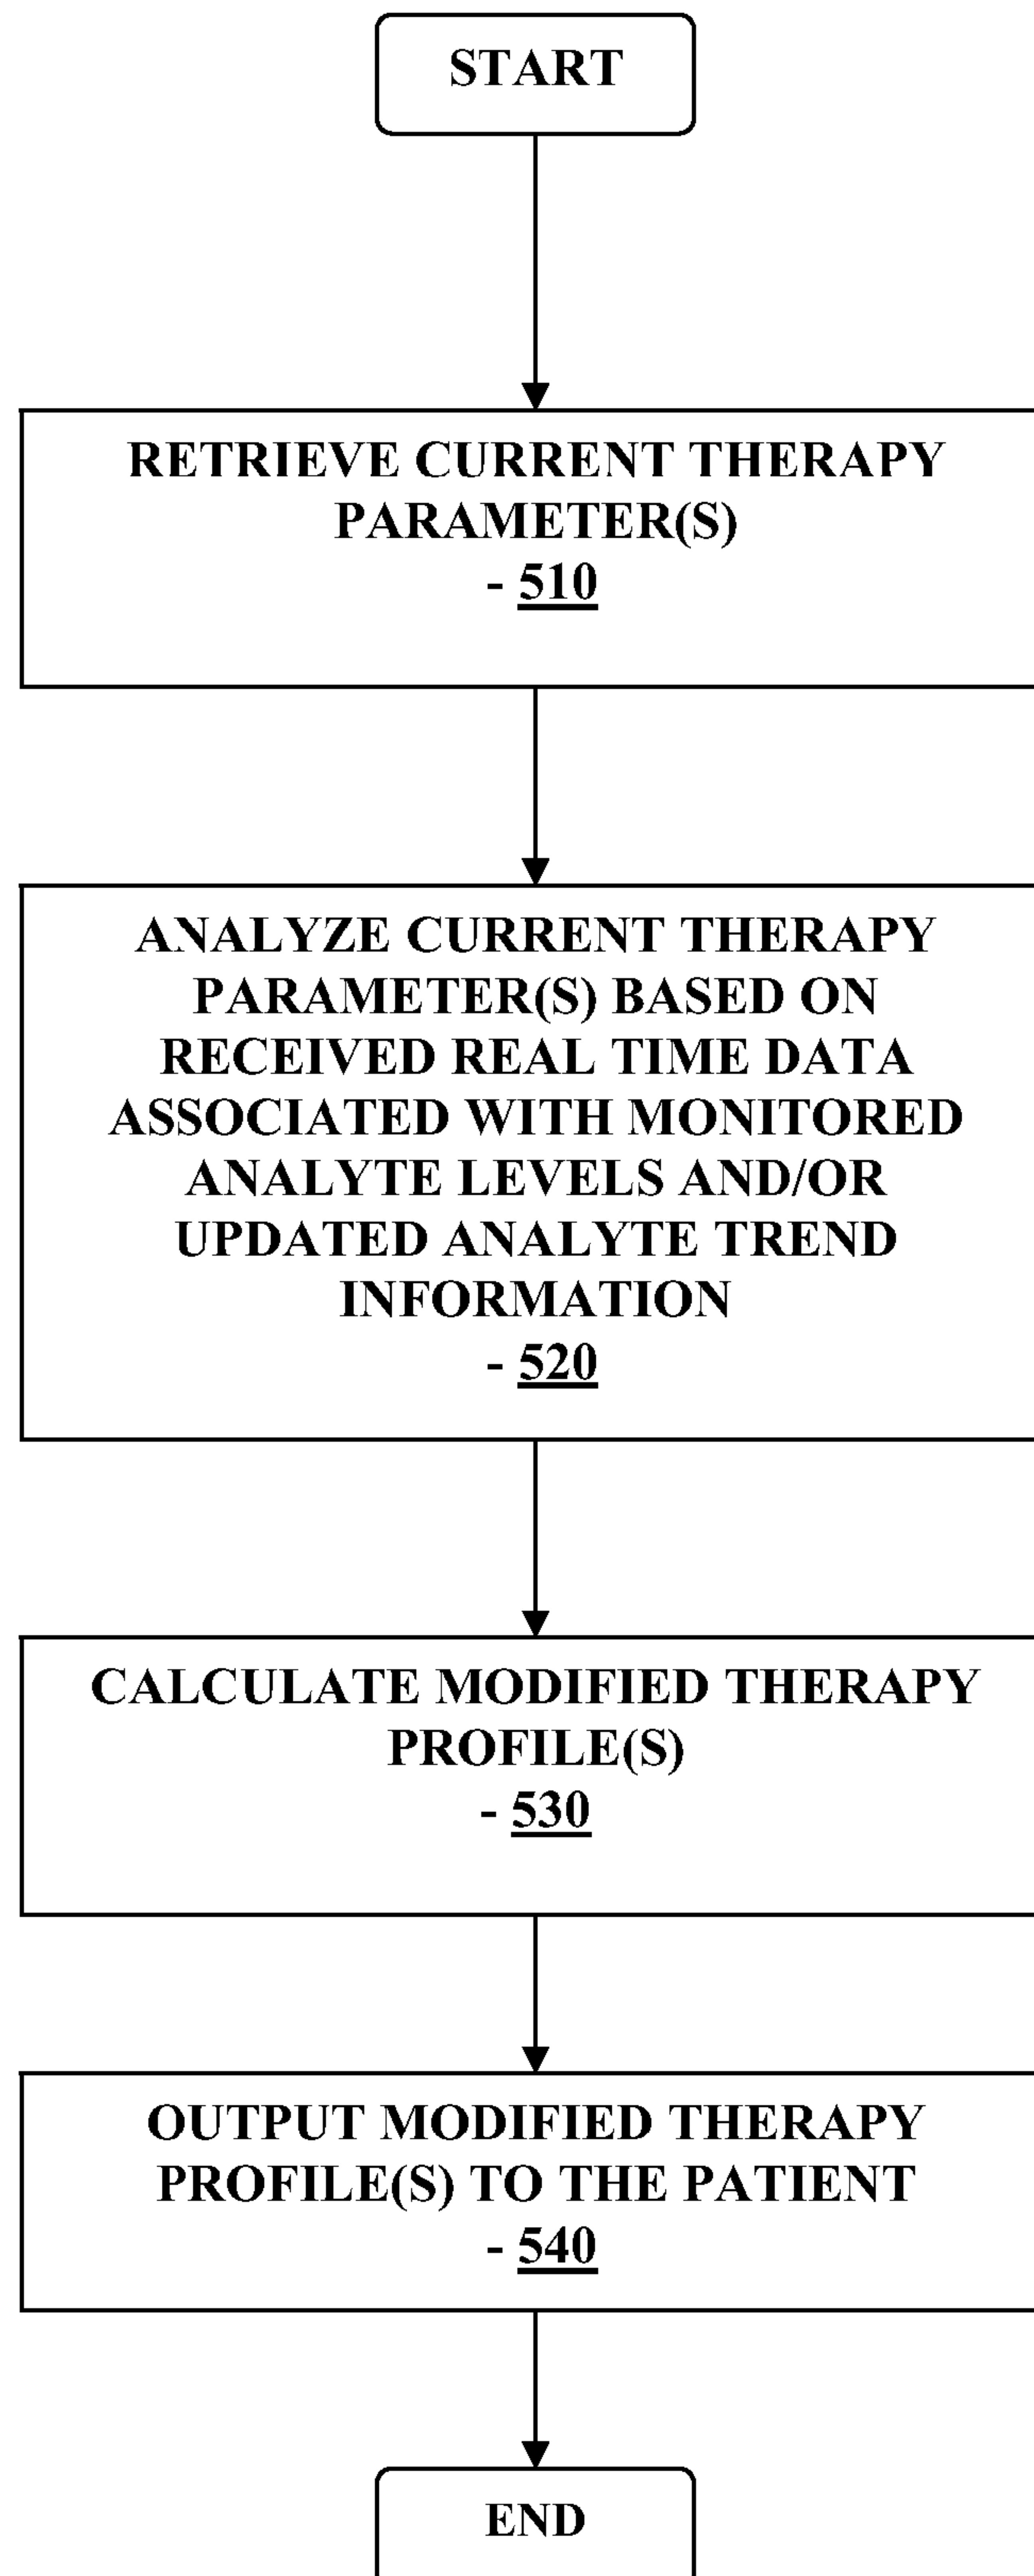 START
RETRIEVE CURRENT THERAPY
PARAMETER(S)
- 510
ANALYZE CURRENT THERAPY
PARAMETER(S) BASED ON
RECEIVED REAL TIME DATA
ASSOCIATED WITH MONITORED
ANALYTE LEVELS AND/OR
UPDATED ANALYTE TREND
INFORMATION
- 520
CALCULATE MODIFIED THERAPY
PROFILE(S)
- 530
OUTPUT MODIFIED THERAPY
PROFILE(S) TO THE PATIENT
- 540
END